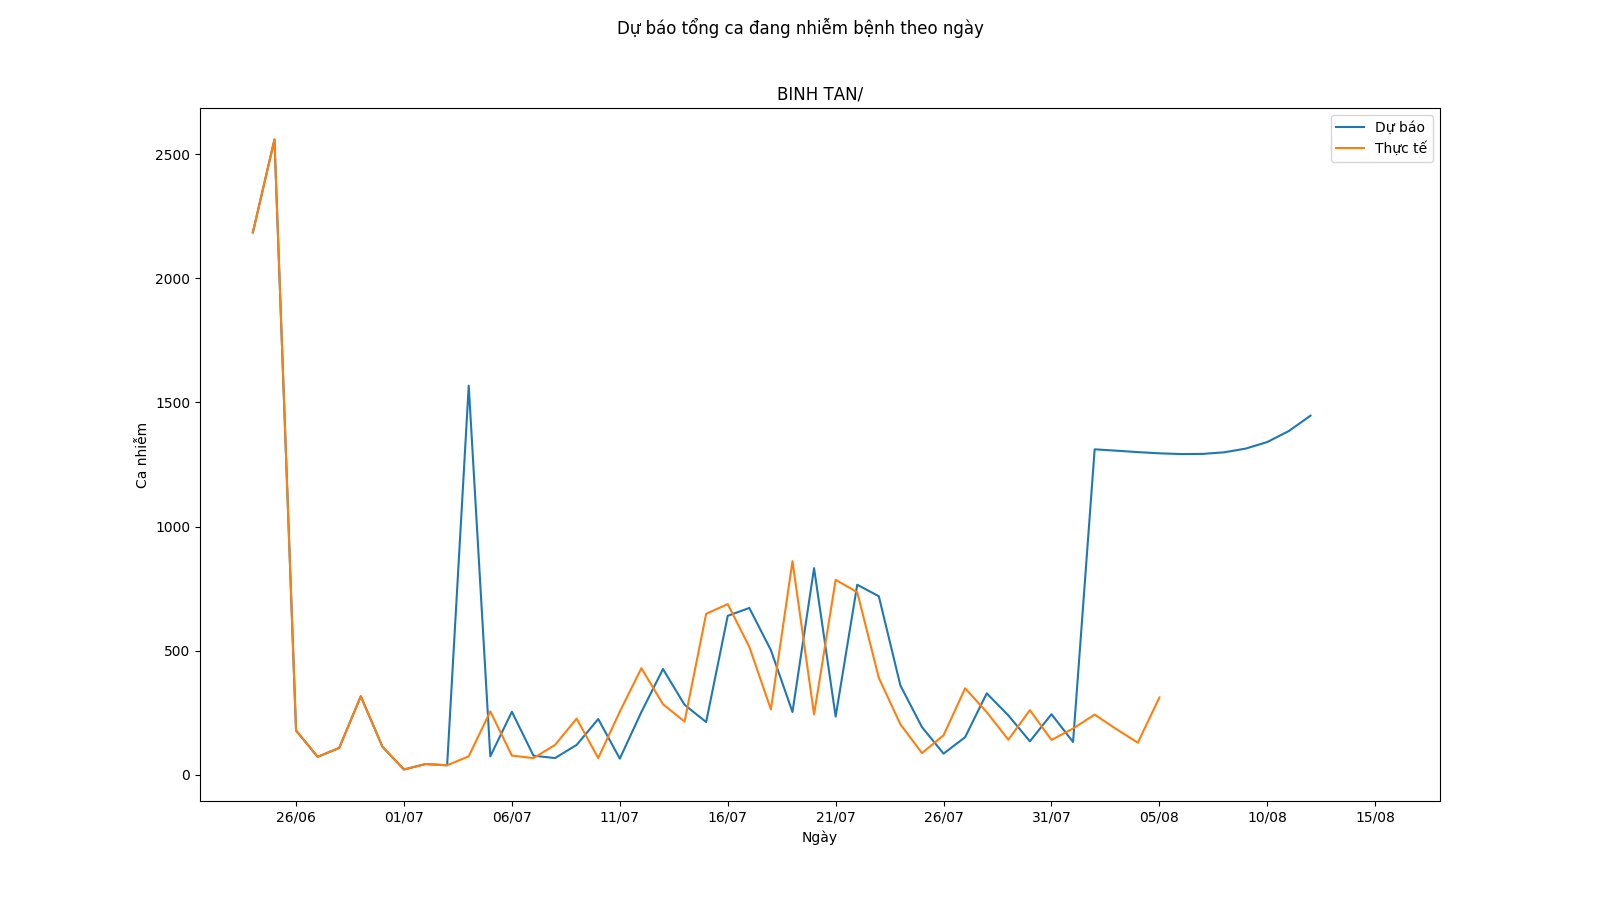 Dự báo tổng ca đang nhiễm bệnh theo ngày
BINH TAN/
Dự báo
Thực tế
2500
2000
1500
1000
500
0
Ca nhiễm
26/06 01/07 06/07 11/07 16/07 21/07 26/07 31/07 05/08 10/08 15/08
Ngày